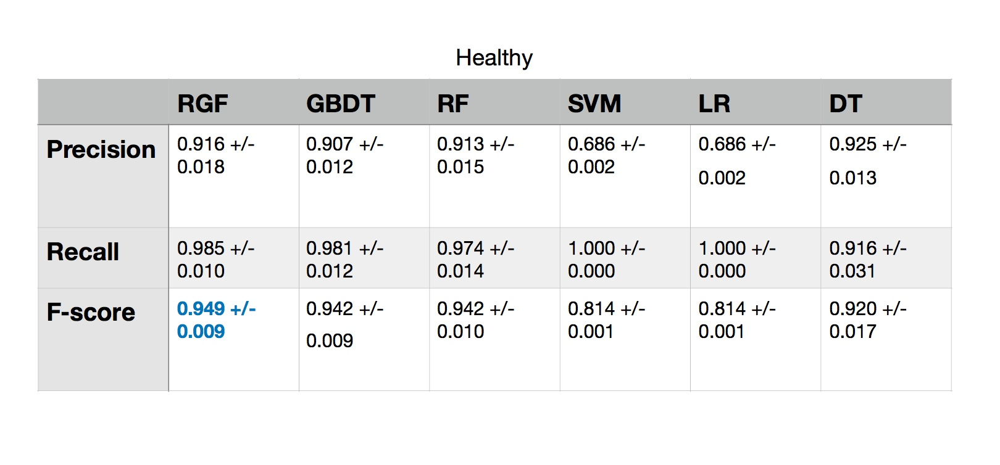 Healthy
RGF GBDT RF SVM LR DT
Precision 0.916 +/- 0.907 +/- 0.913 +/- 0.686 +/- 0.686 +/- 0.925 +/-
0.018 0.012 0.015 0.002 0.002 0.013
Recall 0.985 +/- 0.981 +/- 0.974 +/- 1.000 +/- 1.000 +/- 0.916 +/-
0.010 0.012 0.014 0.000 0.000 0.031
F-score 0.949 +/- 0.942 +/- 0.942 +/- 0.814 +/- 0.814 +/- 0.920 +/-
0.009 0.009 0.010 0.001 0.001 0.017